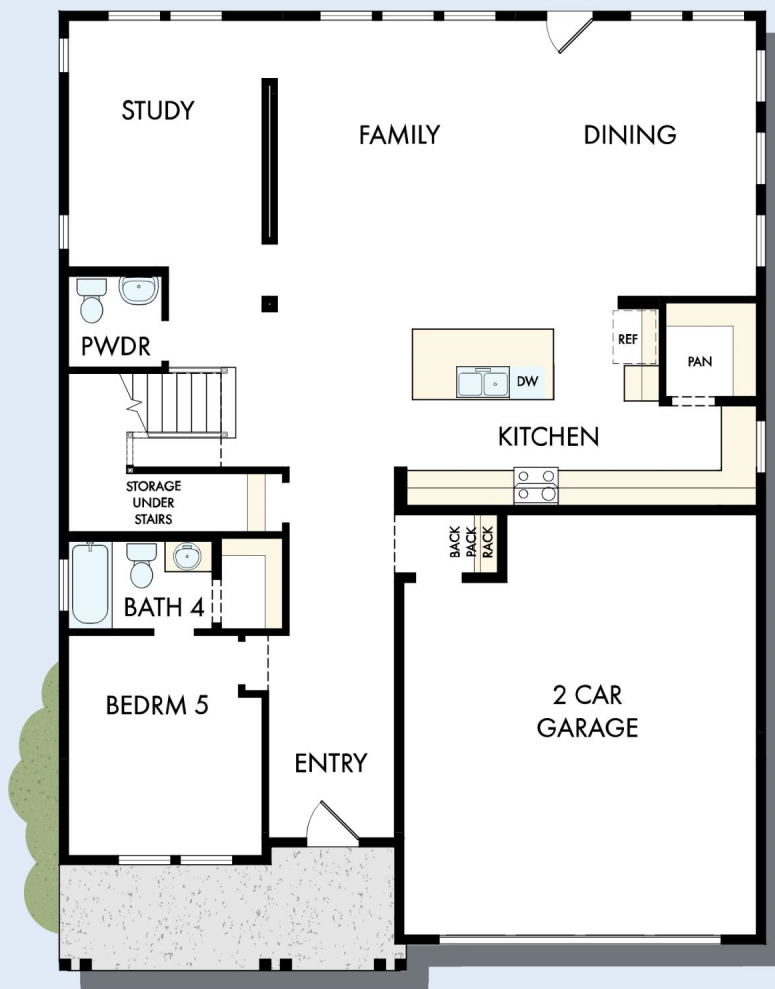 STUDY
FAMILY
DINING
PWDR
REF
PAN
DW
KITCHEN
STORAGE
UNDER
STAIRS
BACK
PACK
RACK
BATH 4
BEDRM 5
2 CAR
GARAGE
ENTRY